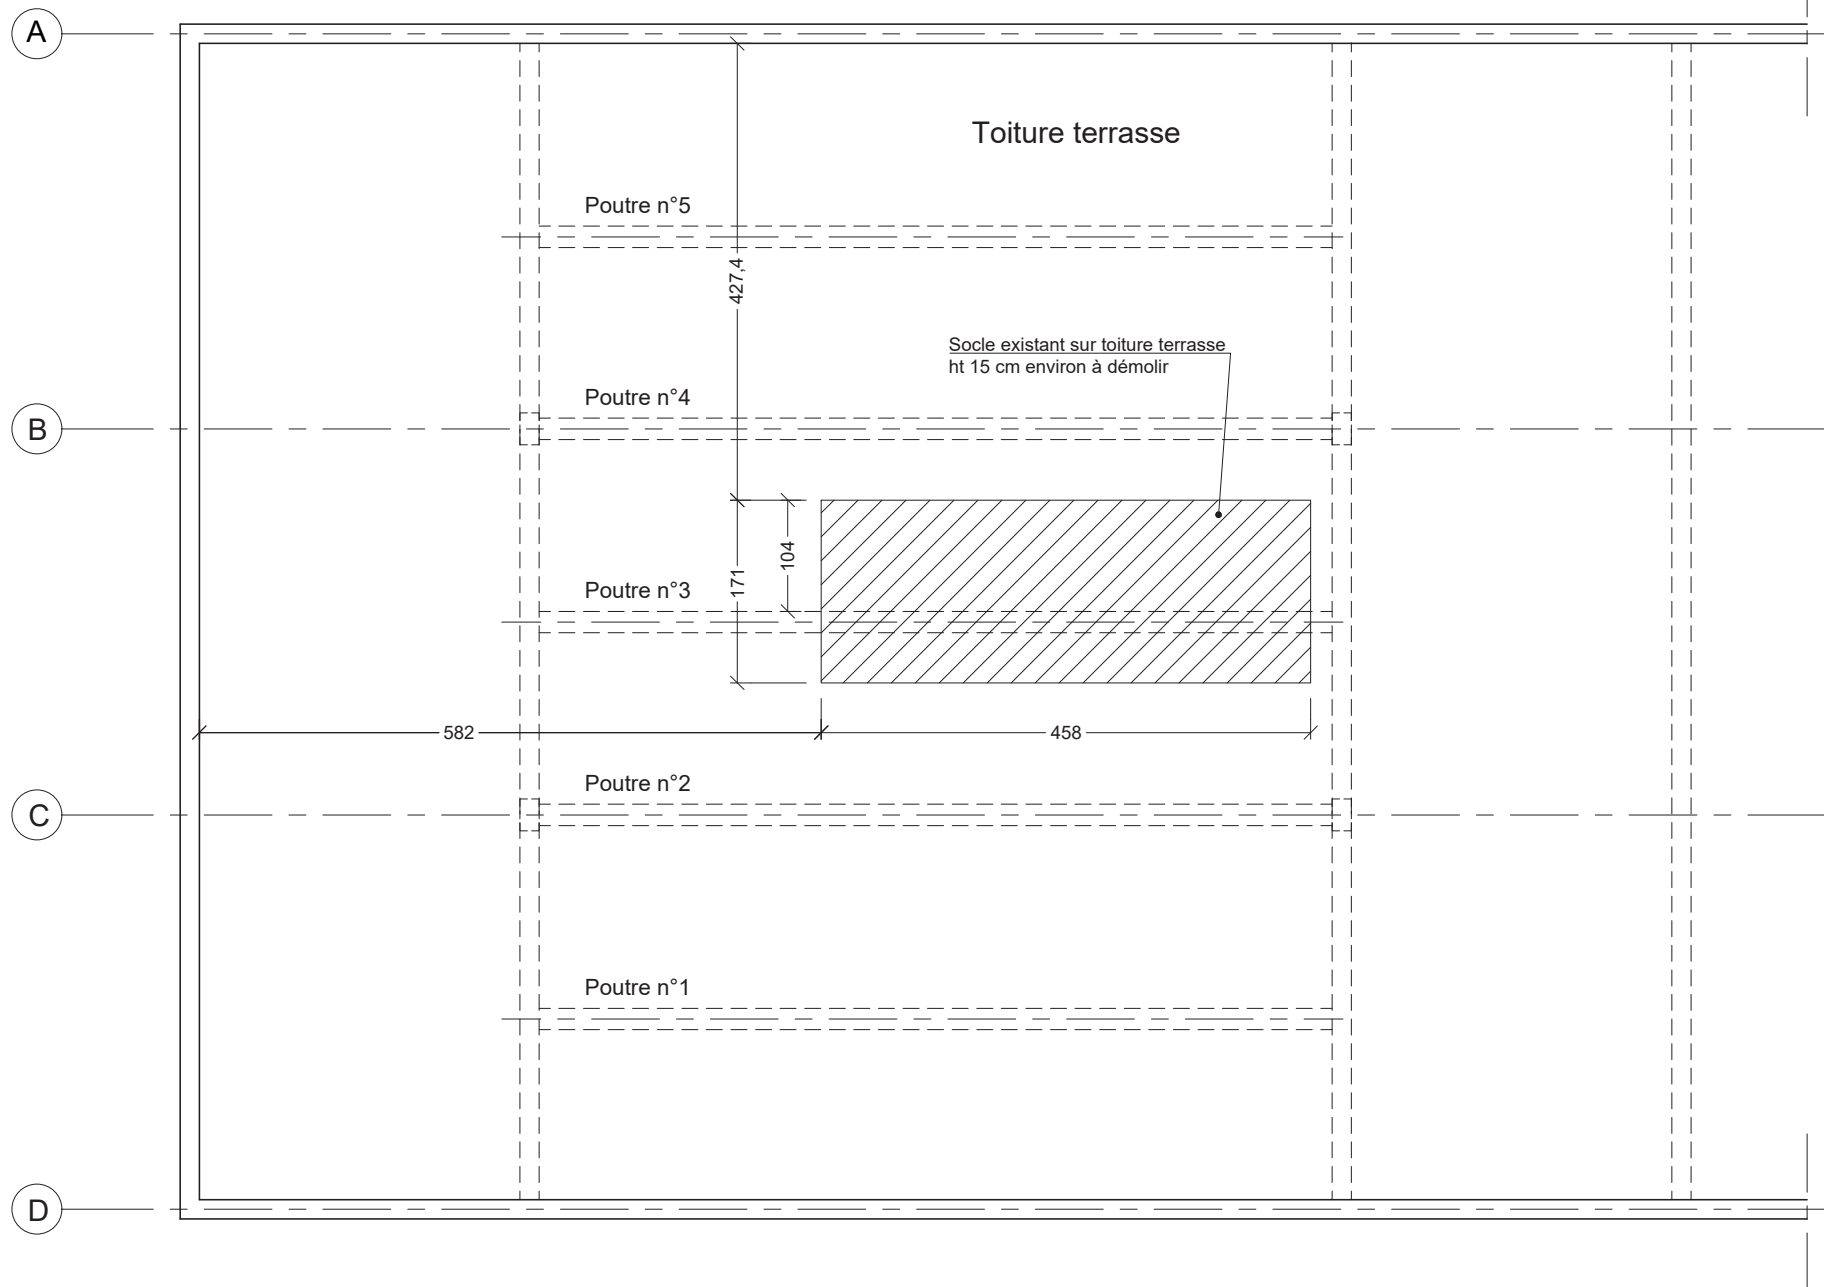 A
Toiture terrasse
Poutre n°5
427,4
Socle existant sur toiture terrasse
ht 15 cm environ à démolir
Poutre n°4
B
104
171
Poutre n°3
582
458
Poutre n°2
C
Poutre n°1
D